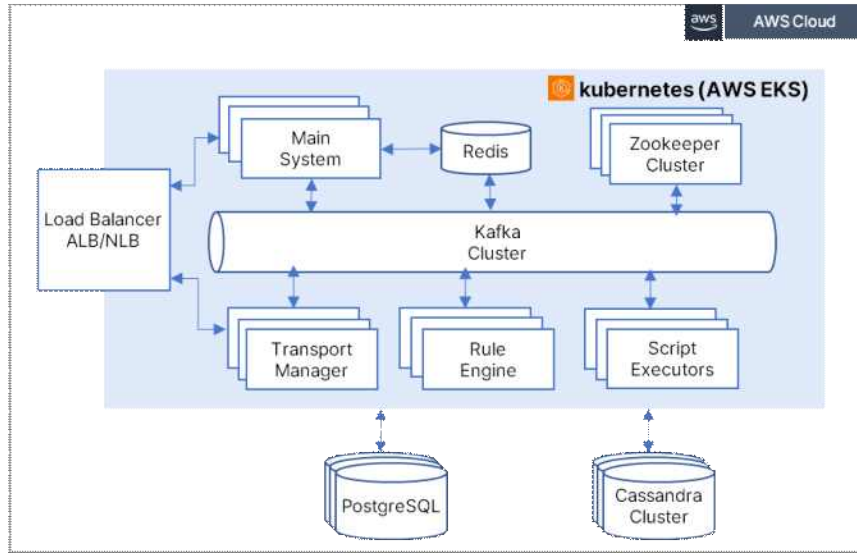 aws
AWS Cloud
kubernetes (AWS EKS)
Main
System
Redis
Zookeeper
Cluster
Load Balancer
ALB/NLB
Kafka
Cluster
Transport
Manager
Rule
Engine
Script
Executors
PostgreSQL
Cassandra
Cluster